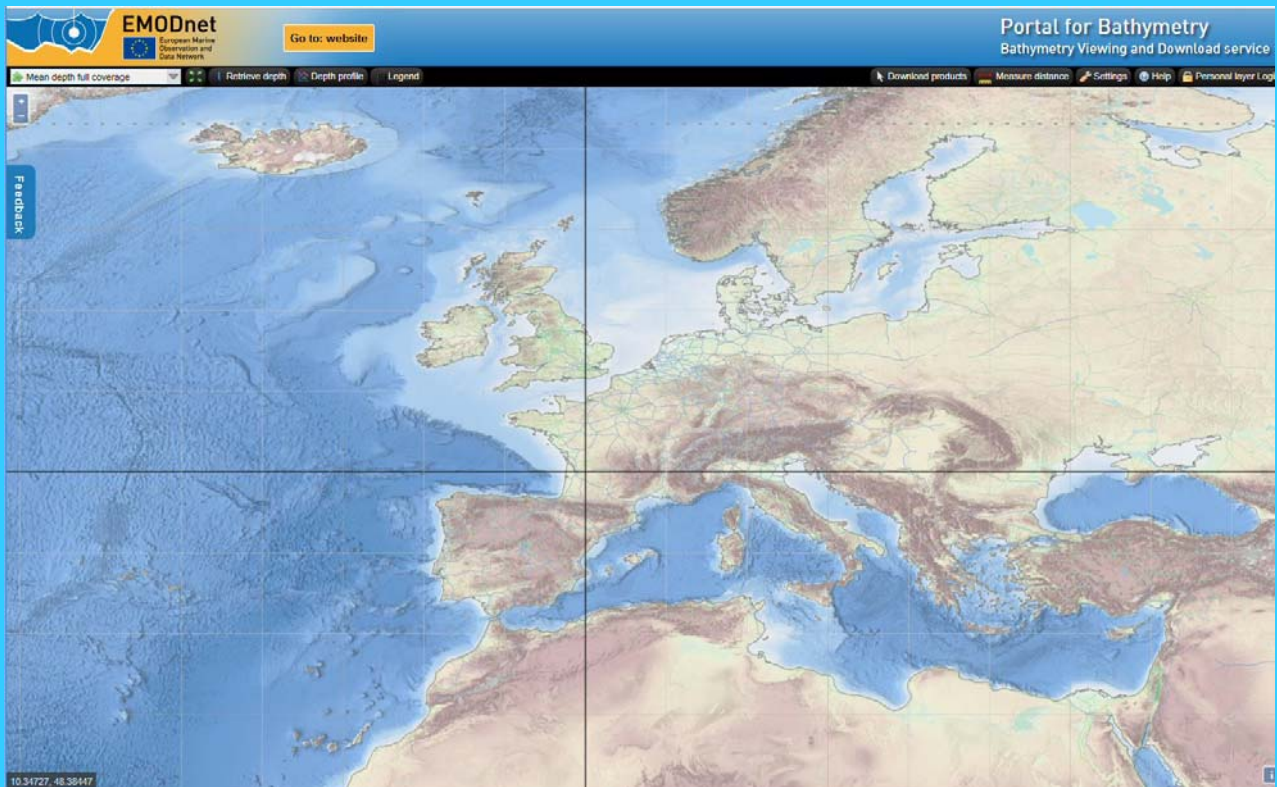 EMODnet
European Marine
Observation and
Data Network
Go to: website
Portal for Bathymetry
Bathymetry Viewing and Download service
Mean depth full coverage
Retrieve depth
Depth profile
Legend
Download products
Measure distance
Settings
Help
Personal layer Logi
+
-
Feedback
10.34727, 48.38447
i